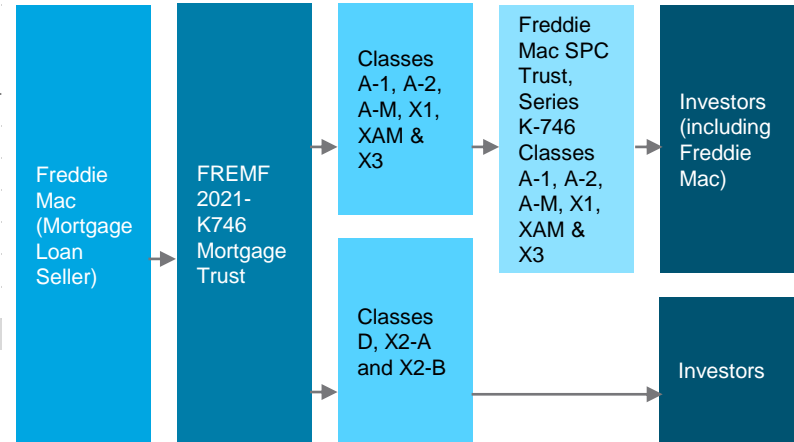 Freddie
Mac
(Mortgage
Loan
Seller)
FREMF
2021-
K746
Mortgage
Trust
Classes
A-1, A-2,
A-M, X1,
XAM &
X3
Freddie
Mac SPC
Trust,
Series
K-746
Classes
A-1, A-2,
A-M, X1,
XAM &
X3
Investors
(including
Freddie
Mac)
Classes
D, X2-A
and X2-B
Investors